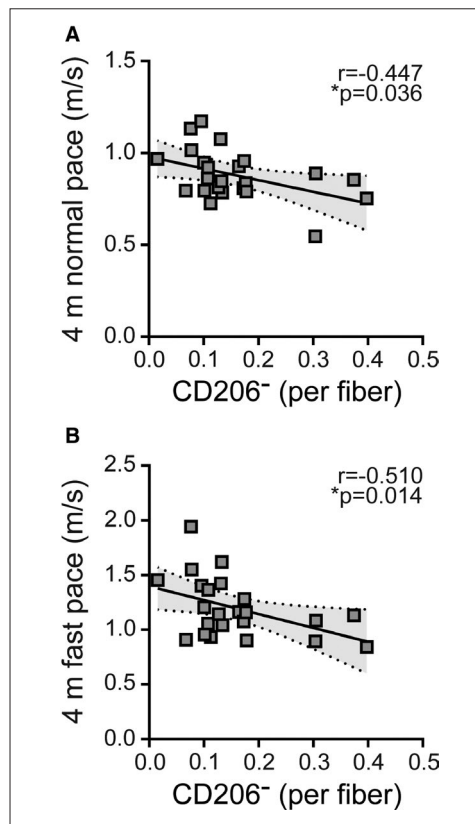 A
r=-0.447
*p=0.036
4 m normal pace (m/s)
1.5
1.0
0.5
0.0
0.0 0.1 0.2 0.3 0.4 0.5
CD206⁻ (per fiber)
B
r=-0.510
*p=0.014
4 m fast pace (m/s)
2.5
2.0
1.5
1.0
0.5
0.0
0.0 0.1 0.2 0.3 0.4 0.5
CD206⁻ (per fiber)